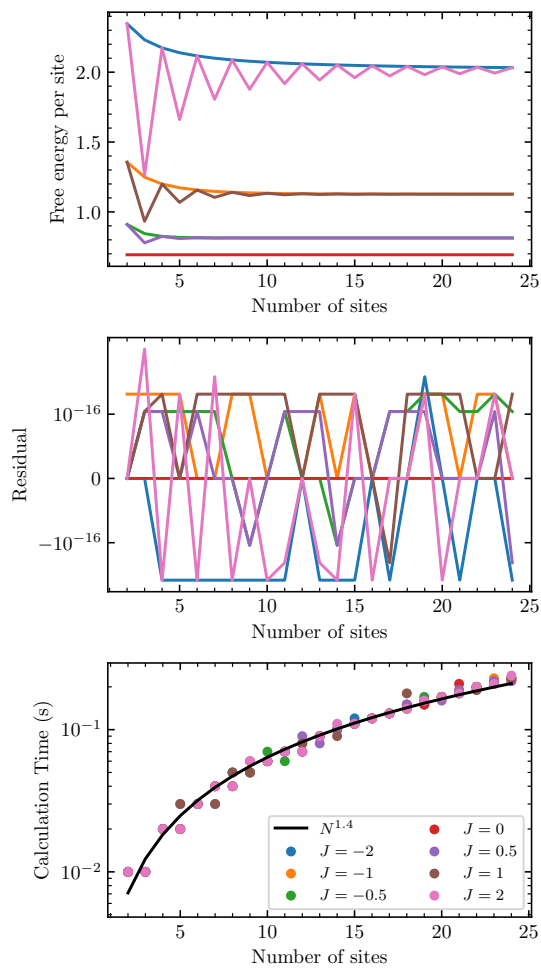 Free energy per site
2.0
1.5
1.0
5 10 15 20 25
Number of sites
Residual
10^{-16}
0
−10^{-16}
5 10 15 20 25
Number of sites
Calculation Time (s)
10^{-1}
10^{-2}
N^{1.4}
J = −2
J = −1
J = −0.5
J = 0
J = 0.5
J = 1
J = 2
5 10 15 20 25
Number of sites